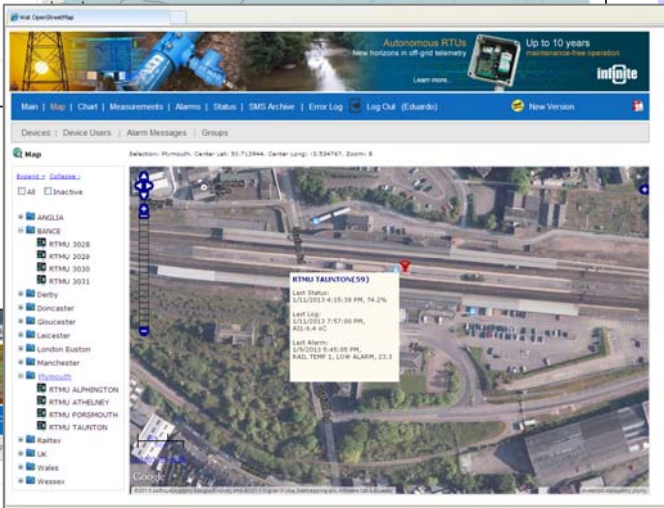 Wat OpenStreetMap
Autonomous RTUs
New horizons in off-grid telemetry
Learn more...
Up to 10 years
maintenance-free operation
infinite
Main | Map | Chart | Measurements | Alarms | Status | SMS Archive | Error Log Log Out (Eduardo) New Version
Devices | Device Users | Alarm Messages | Groups
Map
Selection: Plymouth, Center Lat: 50.713944, Center Long: -3.534767, Zoom: 8
Expand + Collapse -
All Inactive
ANGLIA
BANCE
RTMU 3028
RTMU 3029
RTMU 3030
RTMU 3031
Derby
Doncaster
Gloucester
Leicester
London Euston
Manchester
Plymouth
RTMU ALPHINGTON
RTMU ATHELNEY
RTMU PORSMOUTH
RTMU TAUNTON
Railtex
UK
Wales
Wessex
RTMU TAUNTON(59)
Last Status:
1/11/2013 4:15:38 PM, 74.2%
Last Log:
1/11/2013 7:57:00 PM,
AI1:6.4 oC
Last Alarm:
1/9/2013 5:45:05 PM,
RAIL TEMP 1, LOW ALARM, 23.3
Google